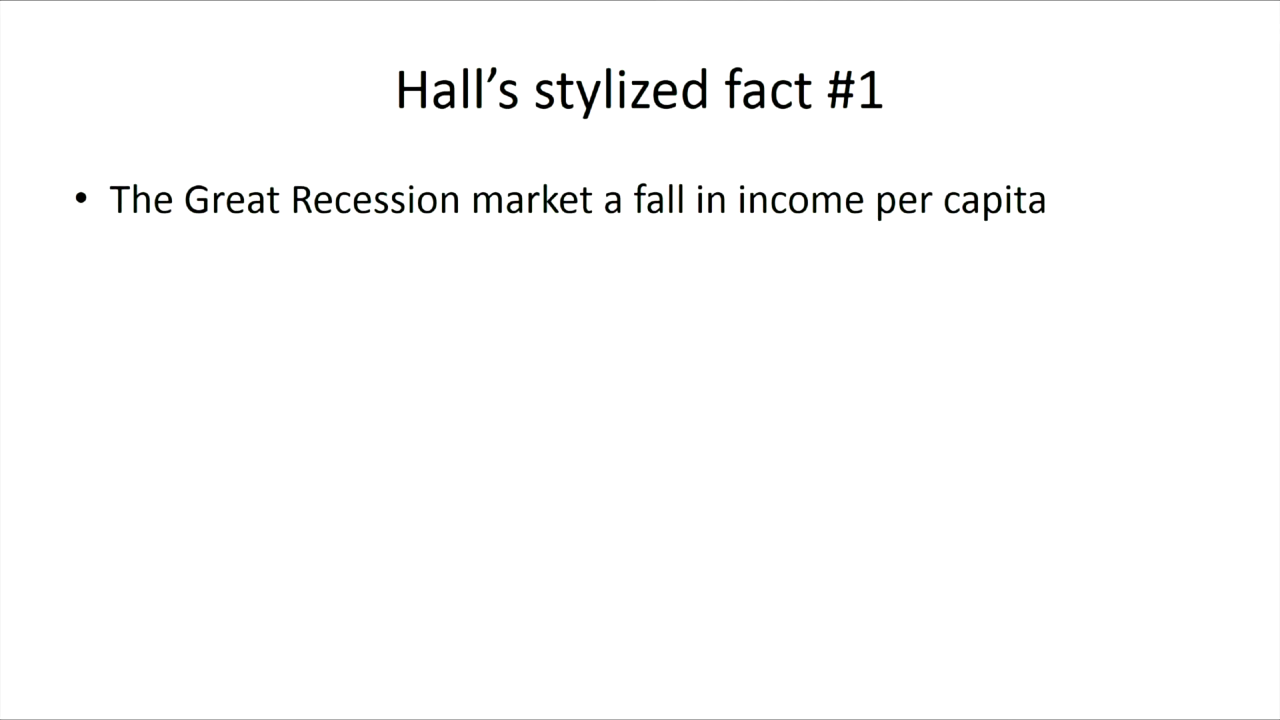 Hall’s stylized fact #1
• The Great Recession market a fall in income per capita